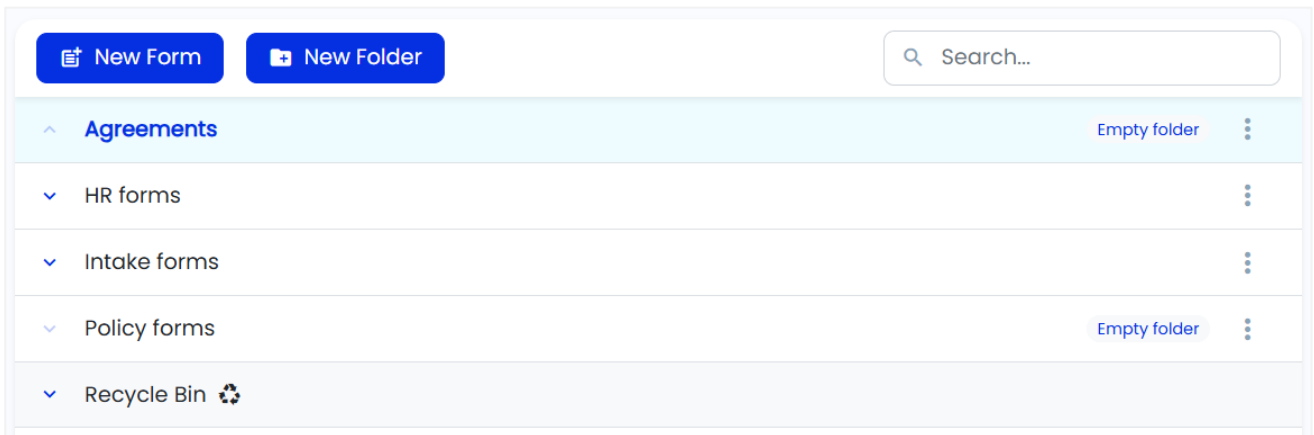 New Form New Folder Search...
Agreements Empty folder
HR forms
Intake forms
Policy forms Empty folder
Recycle Bin